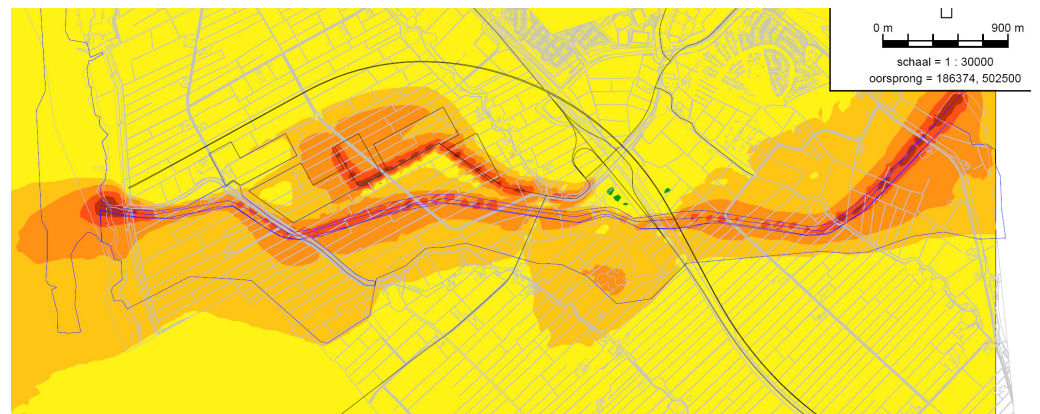 0 m 900 m
schaal = 1 : 30000
oorsprong = 186374, 502500